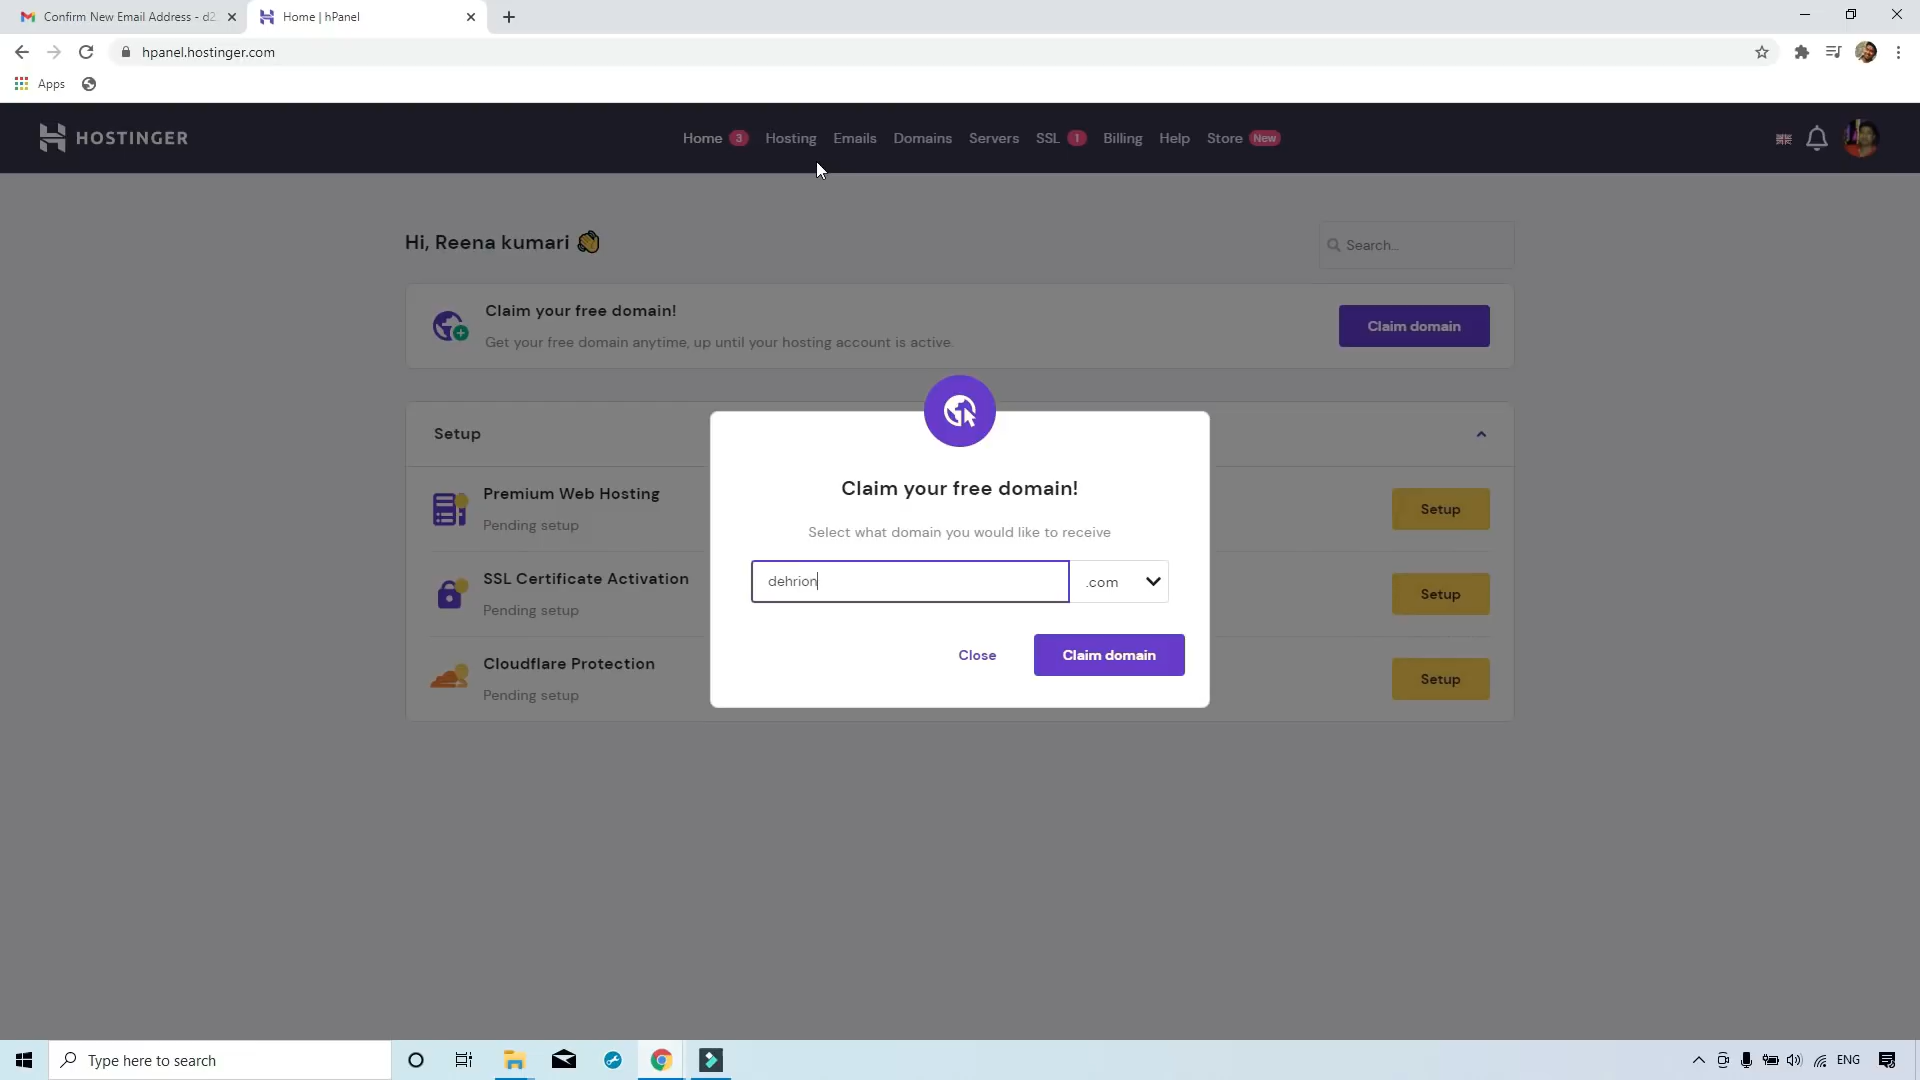 Confirm New Email Address - d2
Home | hPanel
hpanel.hostinger.com
Apps
HOSTINGER
Home 3 Hosting Emails Domains Servers SSL 1 Billing Help Store New
Hi, Reena kumari
Search...
Claim your free domain!
Get your free domain anytime, up until your hosting account is active.
Claim domain
Setup
Premium Web Hosting
Pending setup
Setup
SSL Certificate Activation
Pending setup
Setup
Cloudflare Protection
Pending setup
Setup
Claim your free domain!
Select what domain you would like to receive
dehrion
.com
Close
Claim domain
Type here to search
ENG